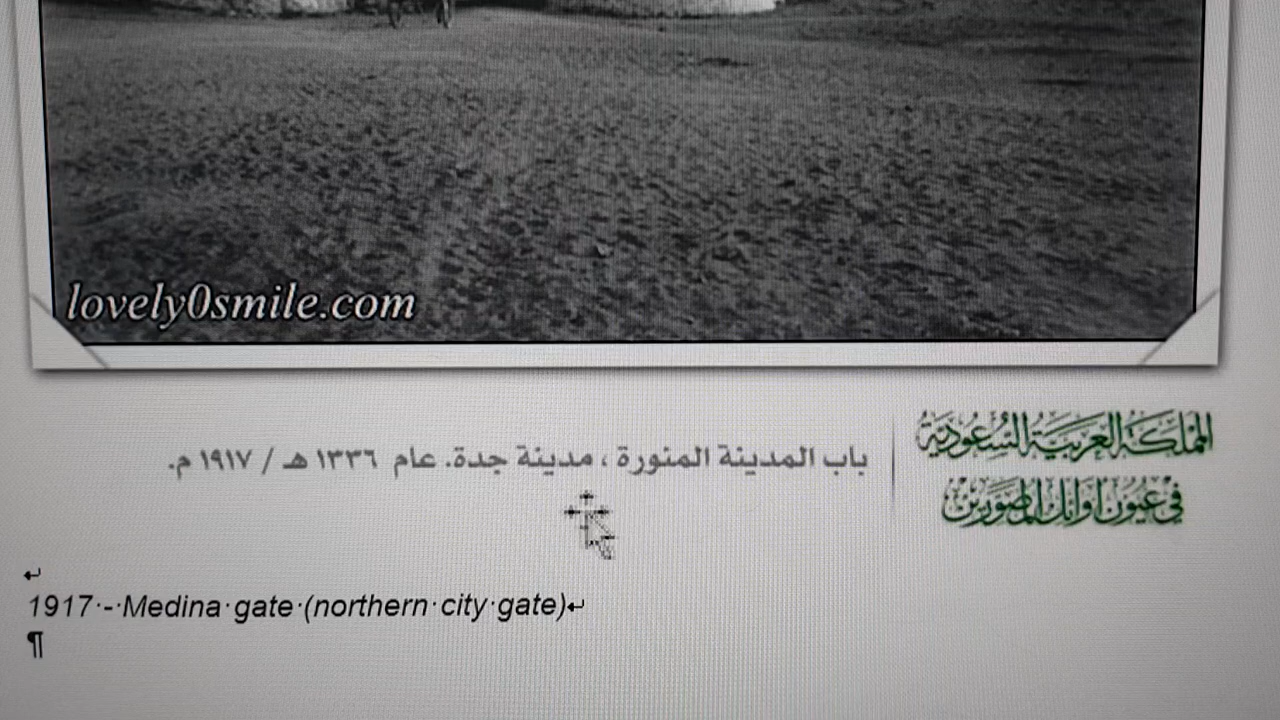 lovely0smile.com
المملكة العربية السعودية
في عيون أوائل المصورين
باب المدينة المنورة ، مدينة جدة. عام ١٣٣٦ هـ / ١٩١٧ م.
1917 - Medina gate (northern city gate)